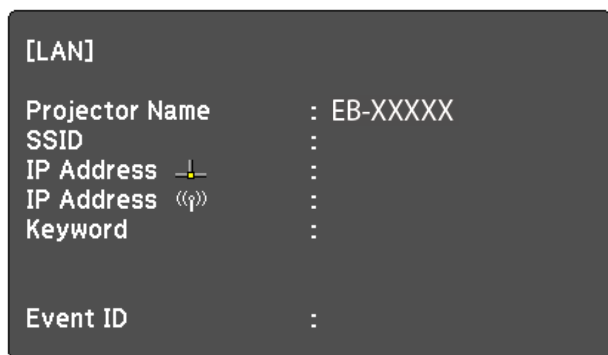 [LAN]
Projector Name : EB-XXXXX
SSID :
IP Address :
IP Address :
Keyword :
Event ID :